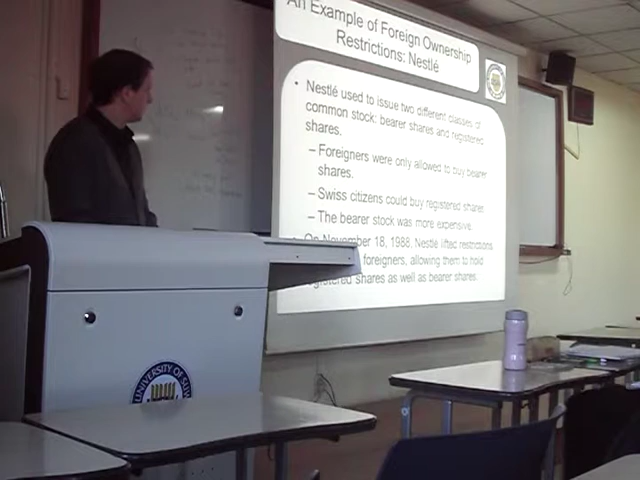 An Example of Foreign Ownership
Restrictions: Nestlé
• Nestlé used to issue two different classes of
common stock: bearer shares and registered
shares.
– Foreigners were only allowed to buy bearer
shares.
– Swiss citizens could buy registered shares
– The bearer stock was more expensive.
On November 18, 1988, Nestlé lifted restrictions
foreigners, allowing them to hold
registered shares as well as bearer shares.
UNIVERSITY OF